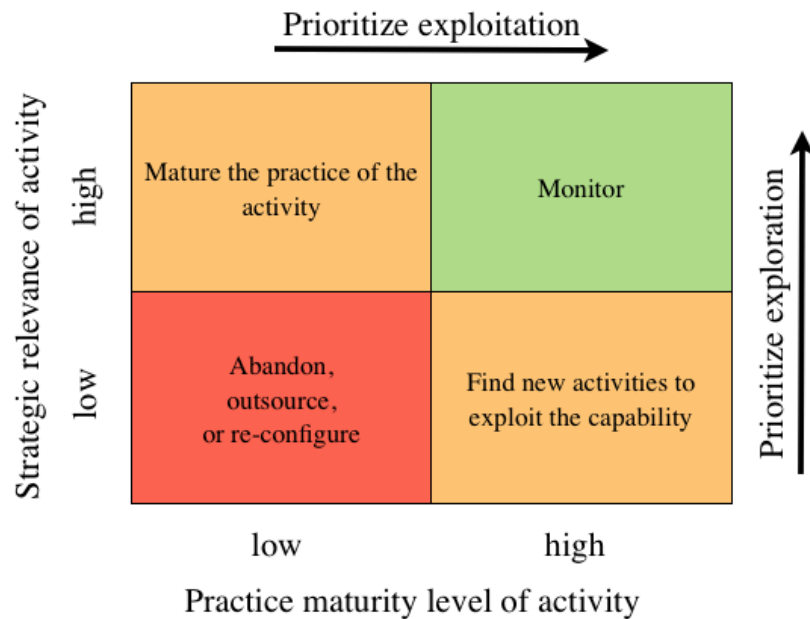 Prioritize exploitation
Strategic relevance of activity
high
low
Mature the practice of the
activity
Monitor
Abandon,
outsource,
or re-configure
Find new activities to
exploit the capability
Prioritize exploration
low
high
Practice maturity level of activity